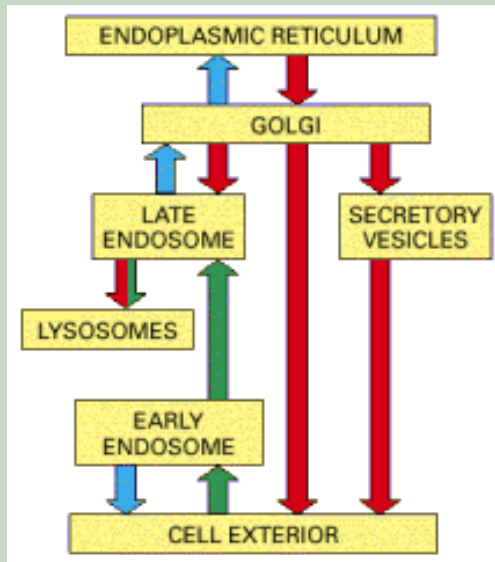 ENDOPLASMIC RETICULUM
GOLGI
LATE
ENDOSOME
SECRETORY
VESICLES
LYSOSOMES
EARLY
ENDOSOME
CELL EXTERIOR